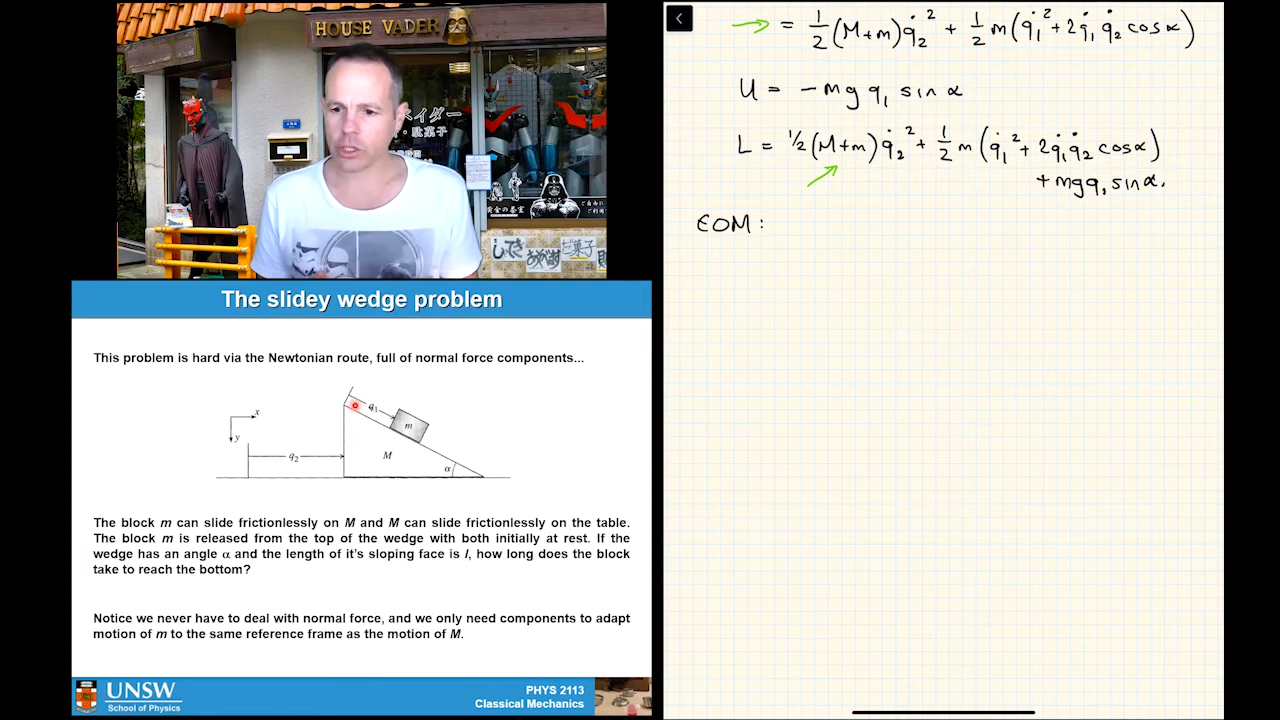 HOUSE VADER
The slidey wedge problem
This problem is hard via the Newtonian route, full of normal force components...
x
y
q₁
m
q₂
M
α
The block m can slide frictionlessly on M and M can slide frictionlessly on the table.
The block m is released from the top of the wedge with both initially at rest. If the
wedge has an angle α and the length of it's sloping face is l, how long does the block
take to reach the bottom?
Notice we never have to deal with normal force, and we only need components to adapt
motion of m to the same reference frame as the motion of M.
UNSW
School of Physics
PHYS 2113
Classical Mechanics
= 1/2 (M+m) q̇₂² + 1/2 m (q̇₁² + 2q̇₁ q̇₂ cos α)
U = -mg q₁ sin α
L = 1/2 (M+m) q̇₂² + 1/2 m (q̇₁² + 2q̇₁q̇₂ cos α)
+ mgq₁ sin α.
EOM: